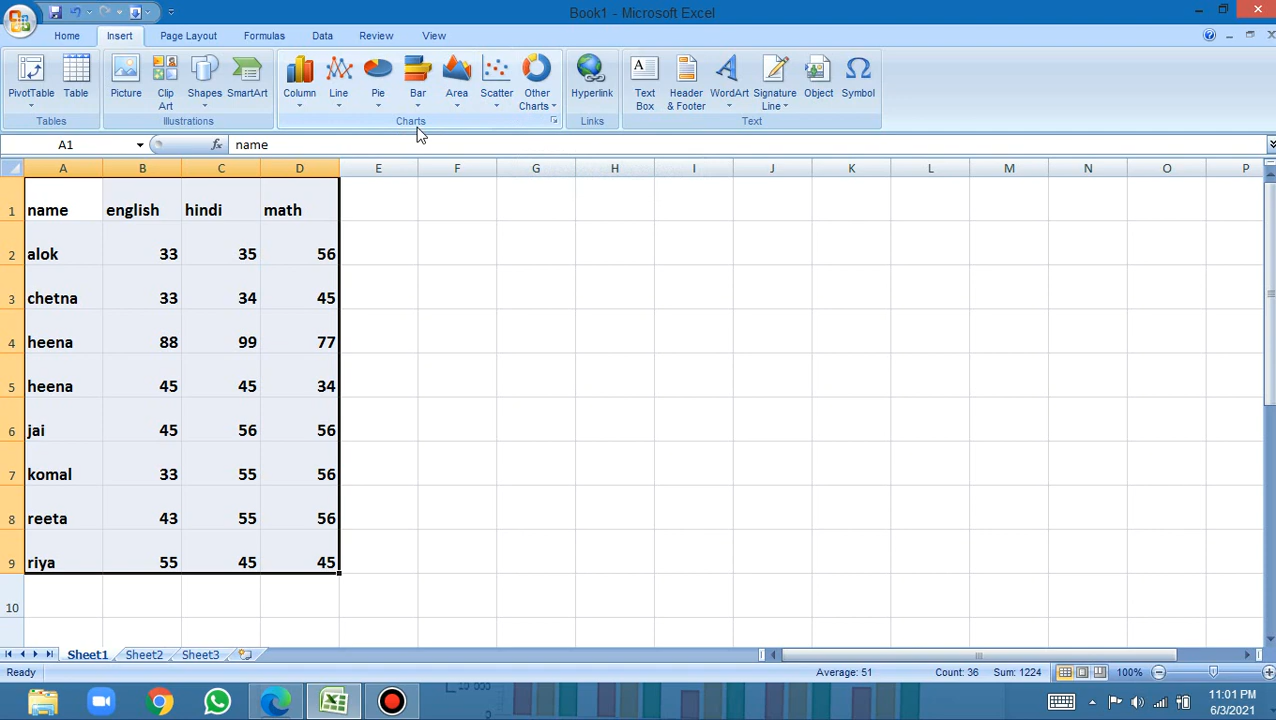 Book1 - Microsoft Excel
Home Insert Page Layout Formulas Data Review View
PivotTable Table Picture Clip Art Shapes SmartArt Column Line Pie Bar Area Scatter Other Charts Hyperlink Text Box Header & Footer WordArt Signature Line Object Symbol
Tables Illustrations Charts Links Text
A1 fx name
A B C D E F G H I J K L M N O P
1 name english hindi math
2 alok 33 35 56
3 chetna 33 34 45
4 heena 88 99 77
5 heena 45 45 34
6 jai 45 56 56
7 komal 33 55 56
8 reeta 43 55 56
9 riya 55 45 45
10
Sheet1 Sheet2 Sheet3
Ready Average: 51 Count: 36 Sum: 1224 100%
11:01 PM
6/3/2021